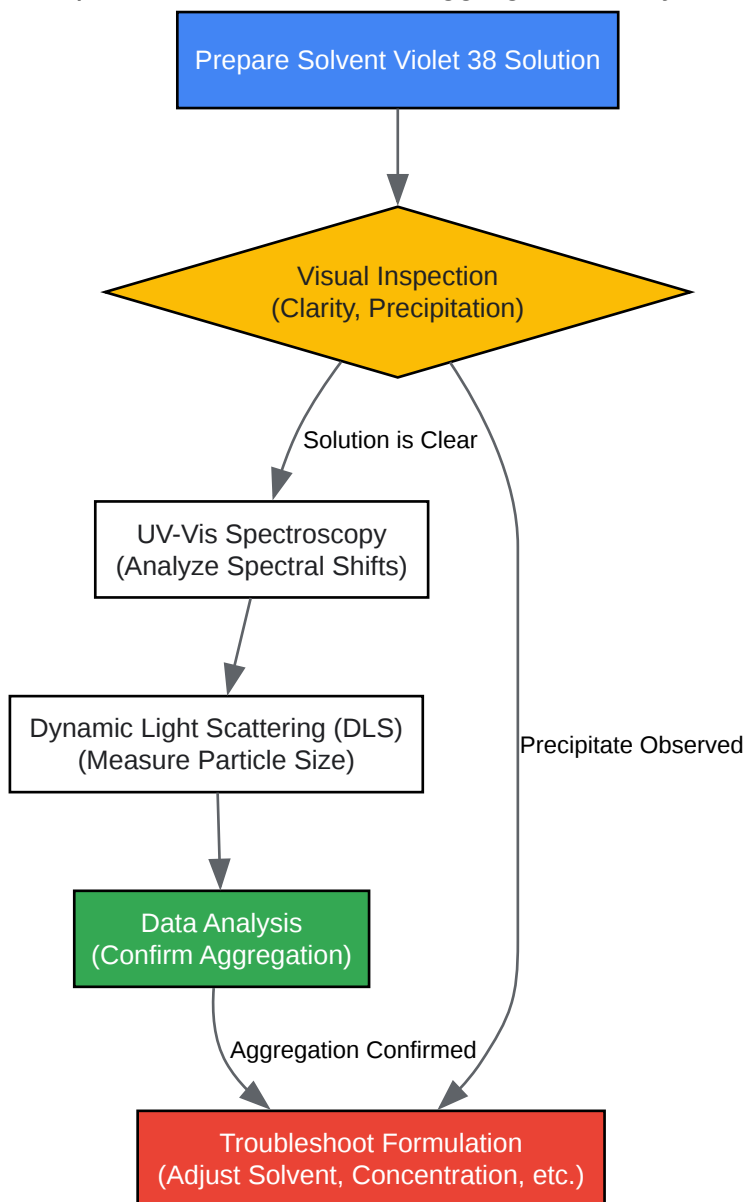 Prepare Solvent Violet 38 Solution
Visual Inspection
(Clarity, Precipitation)
Solution is Clear
UV-Vis Spectroscopy
(Analyze Spectral Shifts)
Dynamic Light Scattering (DLS)
(Measure Particle Size)
Precipitate Observed
Data Analysis
(Confirm Aggregation)
Aggregation Confirmed
Troubleshoot Formulation
(Adjust Solvent, Concentration, etc.)